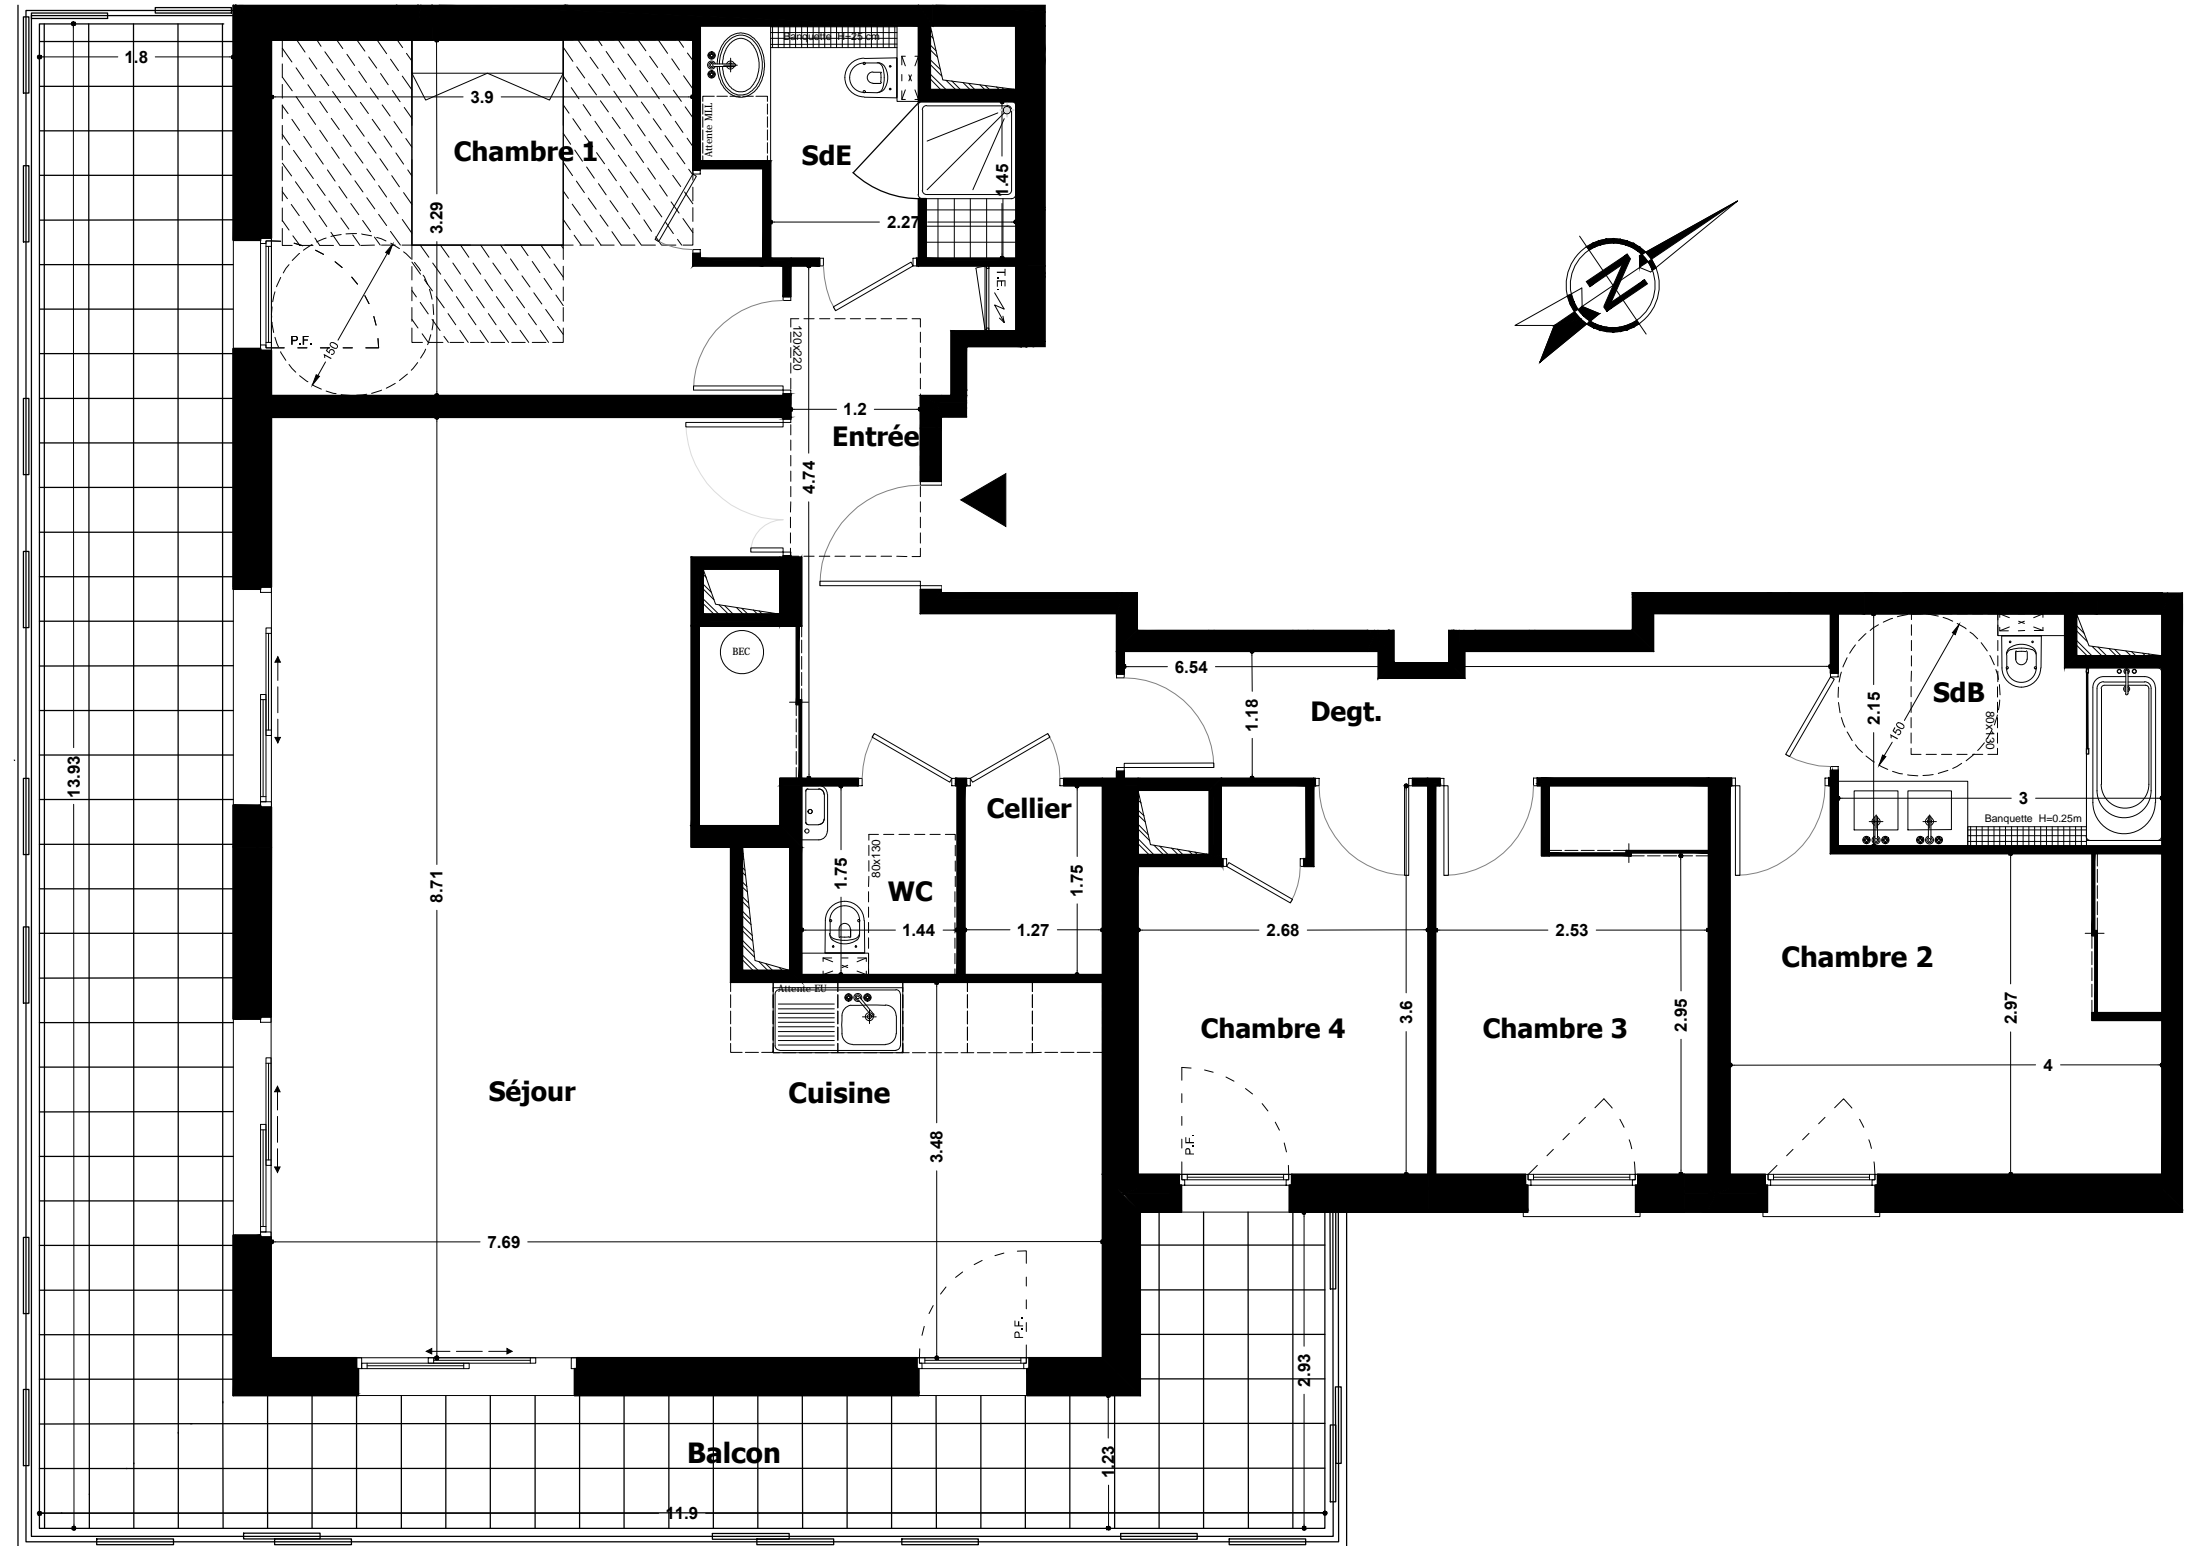 Banquette H=25 cm
1.8
3.9
Attente MLL
Chambre 1
SdE
1.45
3.29
2.27
T.E.
N
P.F.
150
120x220
1.2
Entrée
4.74
BEC
6.54
1.18
Degt.
2.15
SdB
150
80x130
13.93
3
Cellier
Banquette H=0.25m
8.71
1.75
80x130
WC
1.75
1.44
1.27
2.68
2.53
Chambre 2
Attente EU
3.6
2.95
2.97
Chambre 4
Chambre 3
4
Séjour
Cuisine
3.48
P.F.
7.69
P.F.
2.93
Balcon
1.23
11.9